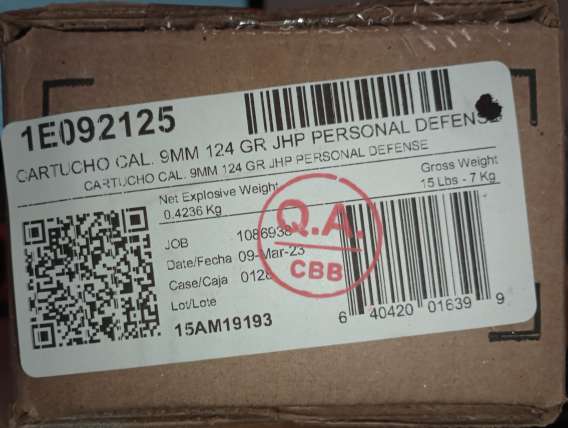 1E092125
CARTUCHO CAL. 9MM 124 GR JHP PERSONAL DEFENSE
CARTUCHO CAL. 9MM 124 GR JHP PERSONAL DEFENSE
Net Explosive Weight
0.4236 Kg
Gross Weight
15 Lbs - 7 Kg
JOB 1086938
Date/Fecha 09-Mar-23
Case/Caja
Lot/Lote
15AM19193
Q.A.
CBB
6 40420 01639 9